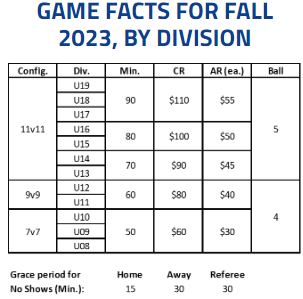 GAME FACTS FOR FALL
2023, BY DIVISION
Config. Div. Min. CR AR (ea.) Ball
U19
U18 90 $110 $55
U17
11v11 U16 80 $100 $50 5
U15
U14 70 $90 $45
U13
9v9 U12 60 $80 $40
U11
U10 4
7v7 U09 50 $60 $30
U08
Grace period for Home Away Referee
No Shows (Min.): 15 30 30